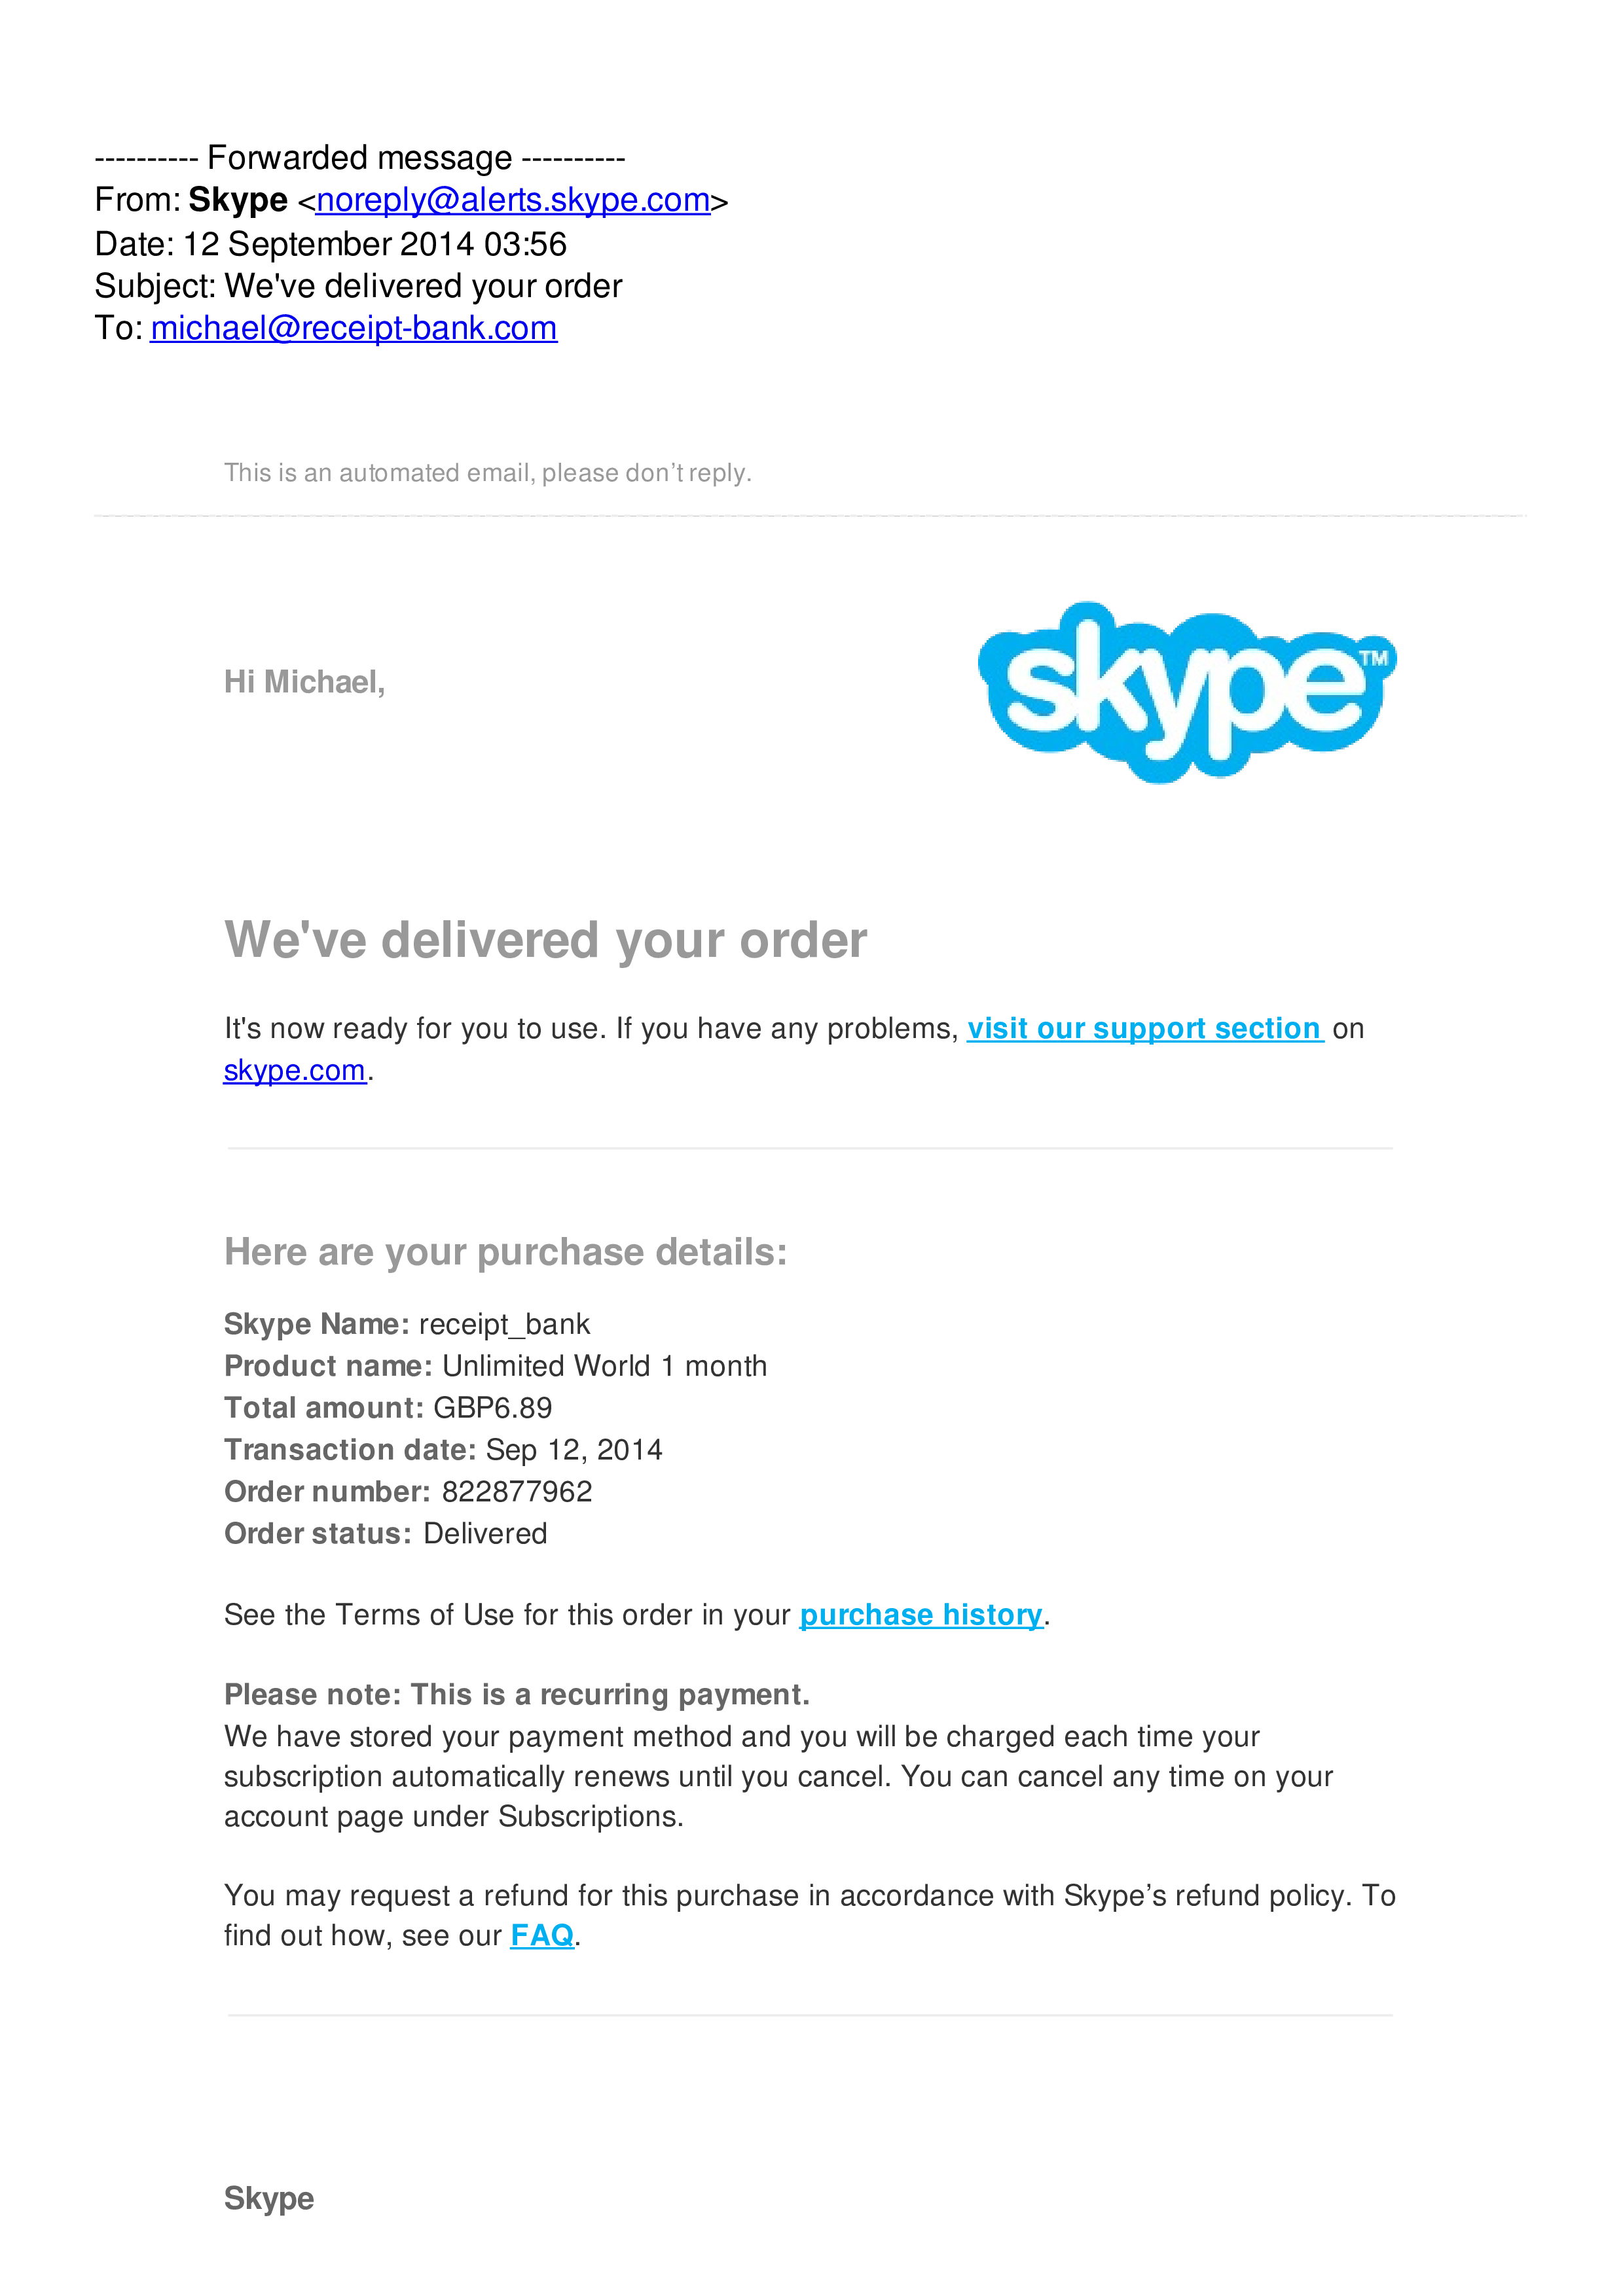 ---------- Forwarded message ----------
From: Skype <noreply@alerts.skype.com>
Date: 12 September 2014 03:56
Subject: We've delivered your order
To: michael@receipt-bank.com
This is an automated email, please don’t reply.
skype™
Hi Michael,
We've delivered your order
It's now ready for you to use. If you have any problems, visit our support section on
skype.com.
Here are your purchase details:
Skype Name: receipt_bank
Product name: Unlimited World 1 month
Total amount: GBP6.89
Transaction date: Sep 12, 2014
Order number: 822877962
Order status: Delivered
See the Terms of Use for this order in your purchase history.
Please note: This is a recurring payment.
We have stored your payment method and you will be charged each time your
subscription automatically renews until you cancel. You can cancel any time on your
account page under Subscriptions.
You may request a refund for this purchase in accordance with Skype’s refund policy. To
find out how, see our FAQ.
Skype